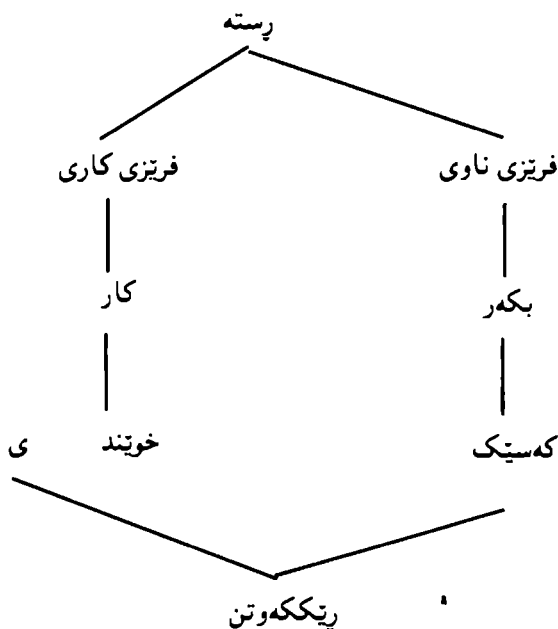 ڕستە
فرێزی ناوی فرێزی کاری
بکەر کار
کەسێک خوێند ی
ڕێککەوتن